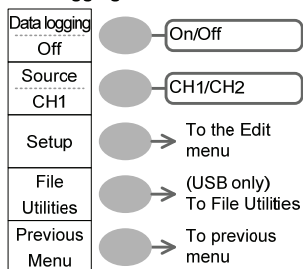 Data logging
Off
On/Off
Source
CH1
CH1/CH2
Setup
To the Edit
menu
File
Utilities
(USB only)
To File Utilities
Previous
Menu
To previous
menu